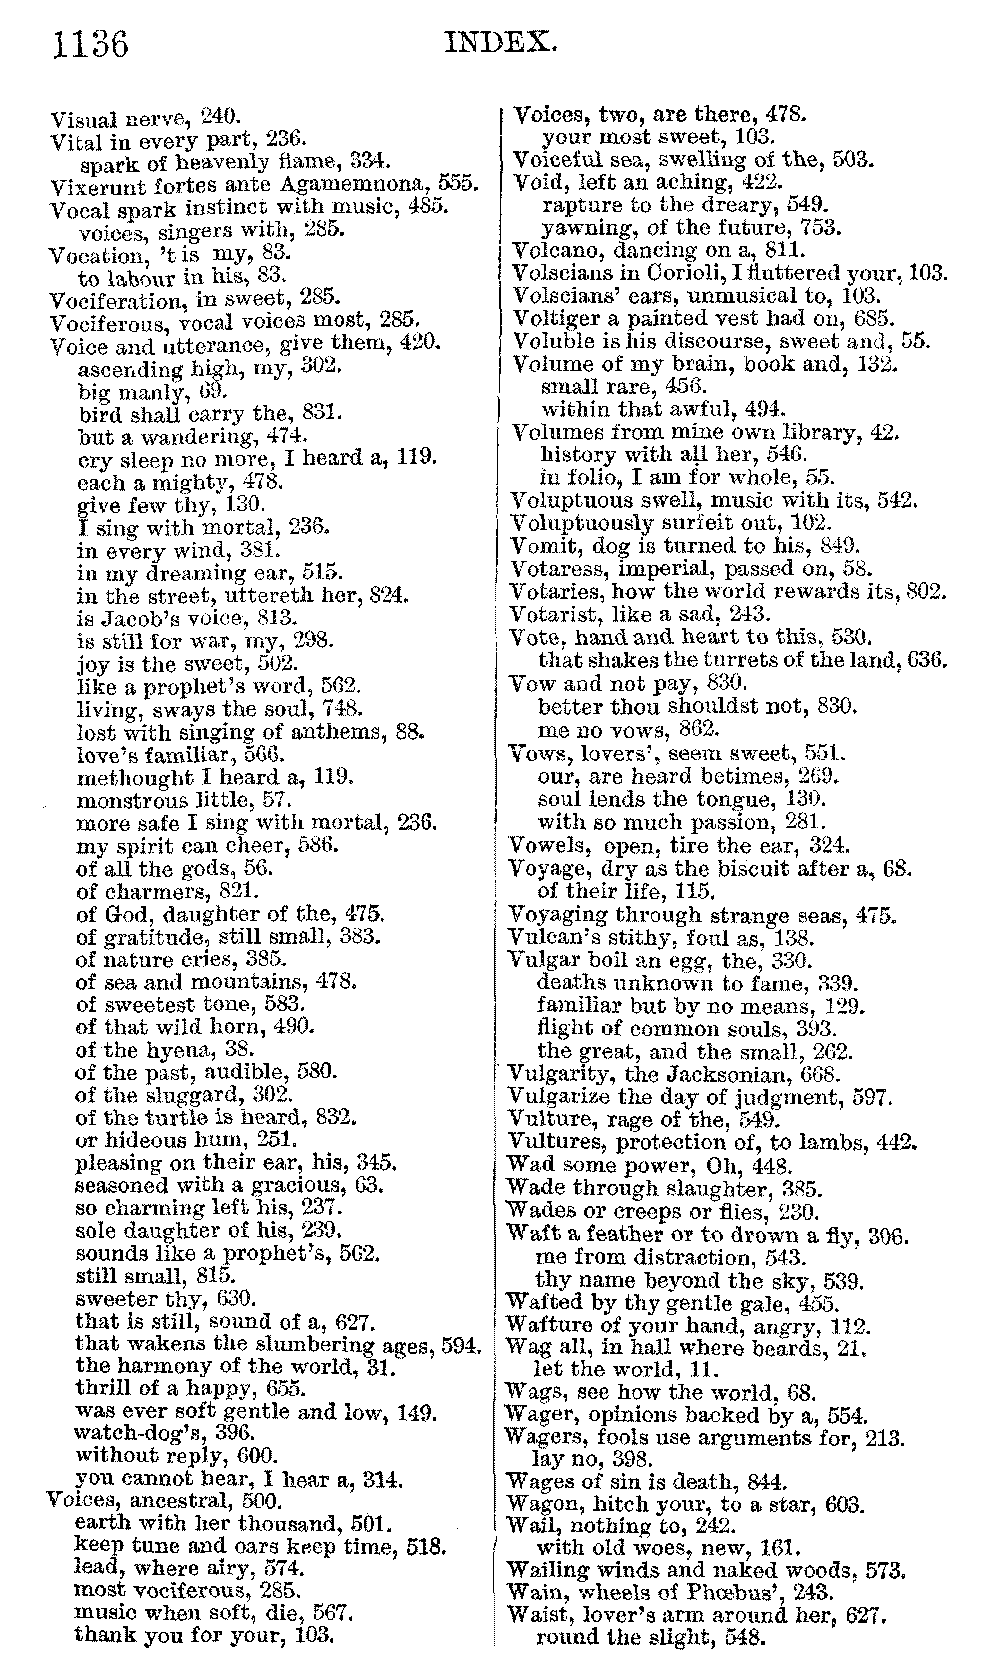 1136
INDEX.
Visual nerve, 240.
Vital in every part, 236.
spark of heavenly flame, 334.
Vixerunt fortes ante Agamemnona, 555.
Vocal spark instinct with music, 485.
voices, singers with, 285.
Vocation, 't is my, 83.
to labour in his, 83.
Vociferation, in sweet, 285.
Vociferous, vocal voices most, 285.
Voice and utterance, give them, 420.
ascending high, my, 302.
big manly, 69.
bird shall carry the, 831.
but a wandering, 474.
cry sleep no more, I heard a, 119.
each a mighty, 478.
give few thy, 130.
I sing with mortal, 236.
in every wind, 381.
in my dreaming ear, 515.
in the street, uttereth her, 824.
is Jacob's voice, 813.
is still for war, my, 298.
joy is the sweet, 502.
like a prophet's word, 562.
living, sways the soul, 748.
lost with singing of anthems, 88.
love's familiar, 566.
methought I heard a, 119.
monstrous little, 57.
more safe I sing with mortal, 236.
my spirit can cheer, 586.
of all the gods, 56.
of charmers, 821.
of God, daughter of the, 475.
of gratitude, still small, 383.
of nature cries, 385.
of sea and mountains, 478.
of sweetest tone, 583.
of that wild horn, 490.
of the hyena, 38.
of the past, audible, 580.
of the sluggard, 302.
of the turtle is heard, 832.
or hideous hum, 251.
pleasing on their ear, his, 345.
seasoned with a gracious, 63.
so charming left his, 237.
sole daughter of his, 239.
sounds like a prophet's, 562.
still small, 815.
sweeter thy, 630.
that is still, sound of a, 627.
that wakens the slumbering ages, 594.
the harmony of the world, 31.
thrill of a happy, 655.
was ever soft gentle and low, 149.
watch-dog's, 396.
without reply, 600.
you cannot hear, I hear a, 314.
Voices, ancestral, 500.
earth with her thousand, 501.
keep tune and oars keep time, 518.
lead, where airy, 574.
most vociferous, 285.
music when soft, die, 567.
thank you for your, 103.
Voices, two, are there, 478.
your most sweet, 103.
Voiceful sea, swelling of the, 503.
Void, left an aching, 422.
rapture to the dreary, 549.
yawning, of the future, 753.
Volcano, dancing on a, 811.
Volscians in Corioli, I fluttered your, 103.
Volscians' ears, unmusical to, 103.
Voltiger a painted vest had on, 685.
Voluble is his discourse, sweet and, 55.
Volume of my brain, book and, 132.
small rare, 456.
within that awful, 494.
Volumes from mine own library, 42.
history with all her, 546.
in folio, I am for whole, 55.
Voluptuous swell, music with its, 542.
Voluptuously surfeit out, 102.
Vomit, dog is turned to his, 849.
Votaress, imperial, passed on, 58.
Votaries, how the world rewards its, 802.
Votarist, like a sad, 243.
Vote, hand and heart to this, 530.
that shakes the turrets of the land, 636.
Vow and not pay, 830.
better thou shouldst not, 830.
me no vows, 862.
Vows, lovers', seem sweet, 551.
our, are heard betimes, 269.
soul lends the tongue, 130.
with so much passion, 281.
Vowels, open, tire the ear, 324.
Voyage, dry as the biscuit after a, 68.
of their life, 115.
Voyaging through strange seas, 475.
Vulcan's stithy, foul as, 138.
Vulgar boil an egg, the, 330.
deaths unknown to fame, 339.
familiar but by no means, 129.
flight of common souls, 393.
the great, and the small, 262.
Vulgarity, the Jacksonian, 668.
Vulgarize the day of judgment, 597.
Vulture, rage of the, 549.
Vultures, protection of, to lambs, 442.
Wad some power, Oh, 448.
Wade through slaughter, 385.
Wades or creeps or flies, 230.
Waft a feather or to drown a fly, 306.
me from distraction, 543.
thy name beyond the sky, 539.
Wafted by thy gentle gale, 455.
Wafture of your hand, angry, 112.
Wag all, in hall where beards, 21.
let the world, 11.
Wags, see how the world, 68.
Wager, opinions backed by a, 554.
Wagers, fools use arguments for, 213.
lay no, 398.
Wages of sin is death, 844.
Wagon, hitch your, to a star, 603.
Wail, nothing to, 242.
with old woes, new, 161.
Wailing winds and naked woods, 573.
Wain, wheels of Phœbus', 243.
Waist, lover's arm around her, 627.
round the slight, 548.